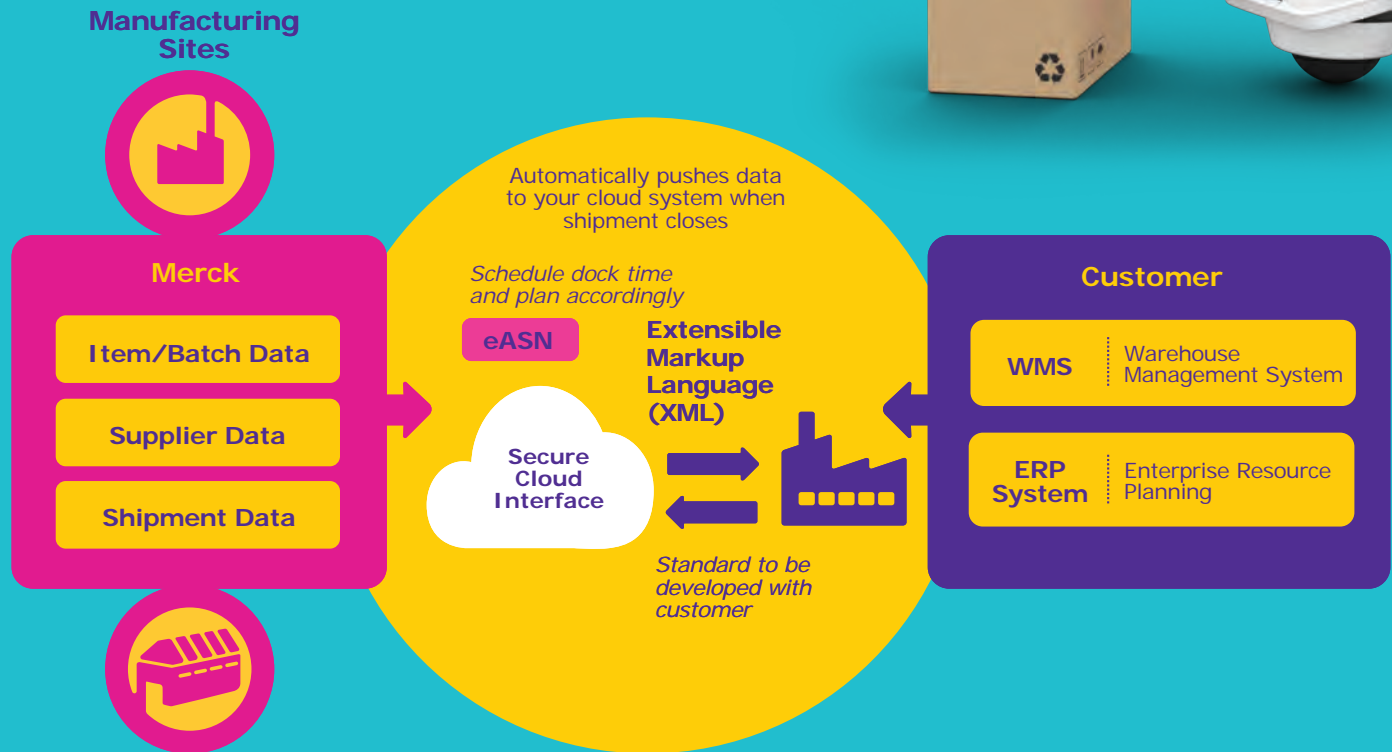 Manufacturing
Sites
Automatically pushes data
to your cloud system when
shipment closes
Merck
Item/Batch Data
Supplier Data
Shipment Data
Schedule dock time
and plan accordingly
eASN
Extensible
Markup
Language
(XML)
Secure
Cloud
Interface
Standard to be
developed with
customer
Customer
WMS
Warehouse
Management System
ERP
System
Enterprise Resource
Planning